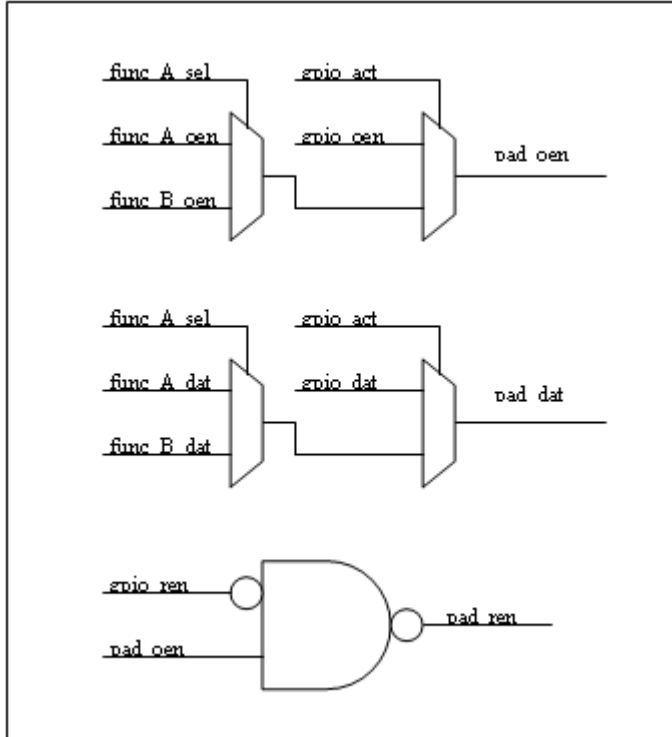 func_A_sel
gpio_act
func_A_oen
gpio_oen
pad_oen
func_B_oen
func_A_sel
gpio_act
func_A_dat
gpio_dat
pad_dat
func_B_dat
gpio_ren
pad_ren
pad_oen